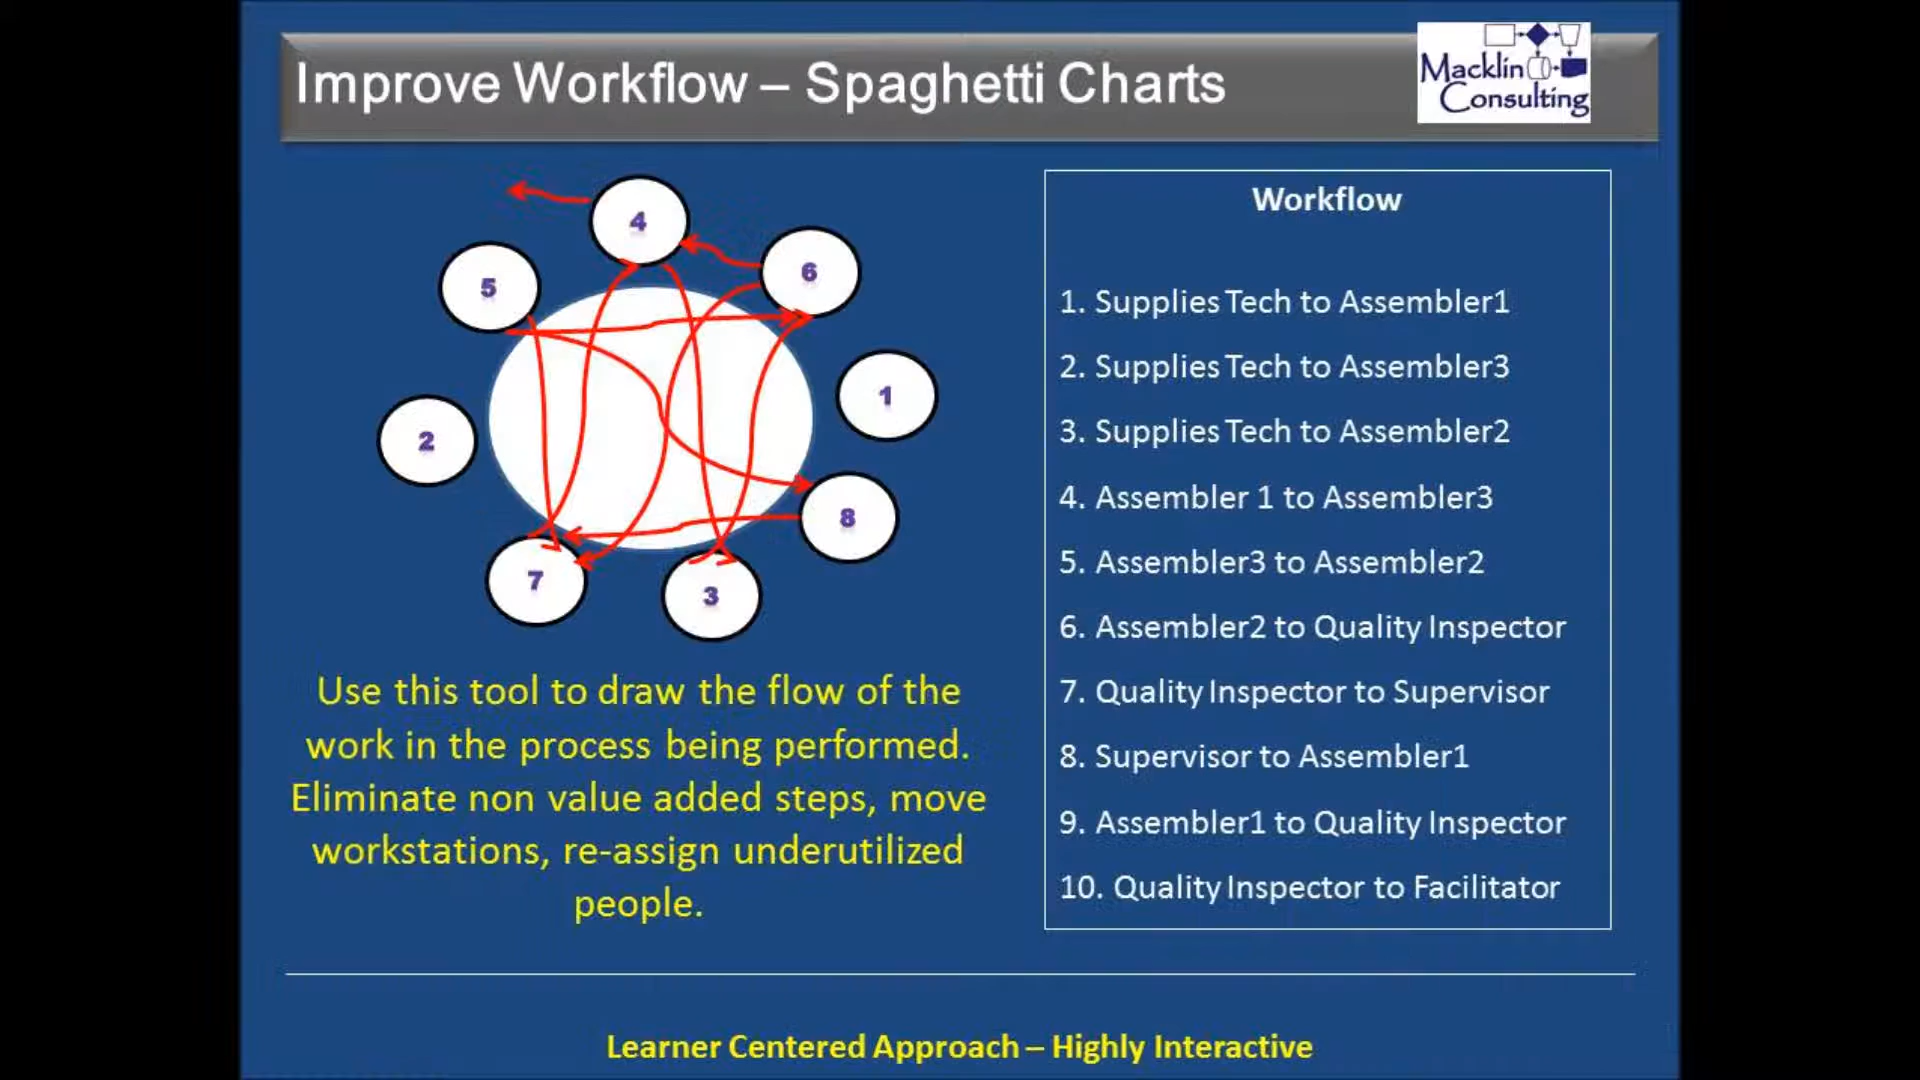 Improve Workflow – Spaghetti Charts
Macklin
Consulting
4
6
5
1
2
8
7
3
Use this tool to draw the flow of the
work in the process being performed.
Eliminate non value added steps, move
workstations, re-assign underutilized
people.
Workflow
1. Supplies Tech to Assembler1
2. Supplies Tech to Assembler3
3. Supplies Tech to Assembler2
4. Assembler 1 to Assembler3
5. Assembler3 to Assembler2
6. Assembler2 to Quality Inspector
7. Quality Inspector to Supervisor
8. Supervisor to Assembler1
9. Assembler1 to Quality Inspector
10. Quality Inspector to Facilitator
Learner Centered Approach – Highly Interactive